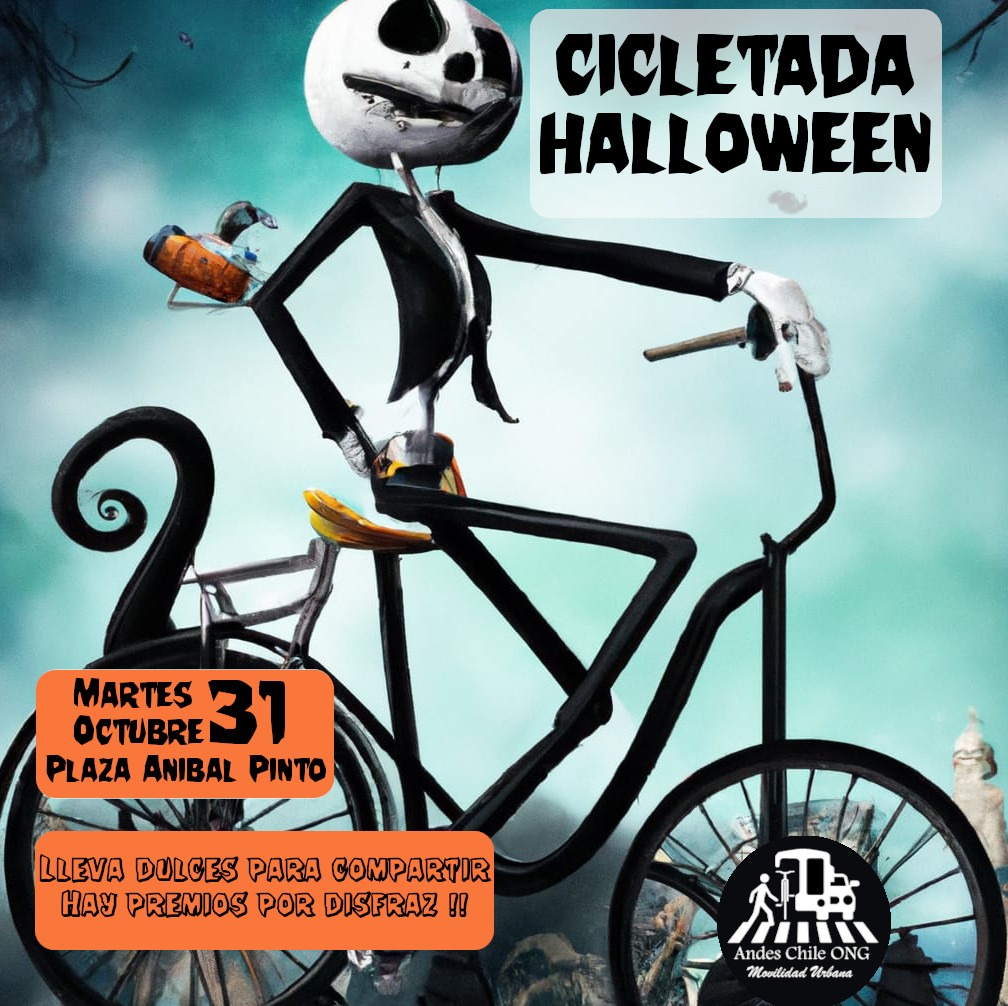 CICLETADA
HALLOWEEN
MARTES
OCTUBRE 31
PLAZA ANIBAL PINTO
LLEVA DULCES PARA COMPARTIR
HAY PREMIOS POR DISFRAZ !!
Andes Chile ONG
Movilidad Urbana